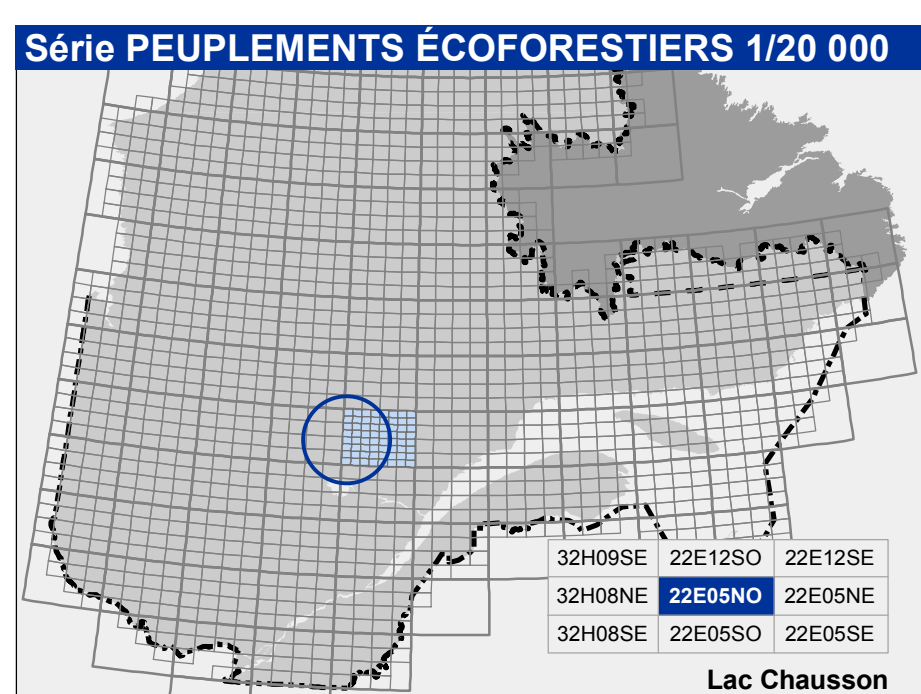 Série PEUPLEMENTS ÉCOFORESTIERS 1/20 000
32H09SE 22E12SO 22E12SE
32H08NE 22E05NO 22E05NE
32H08SE 22E05SO 22E05SE
Lac Chausson